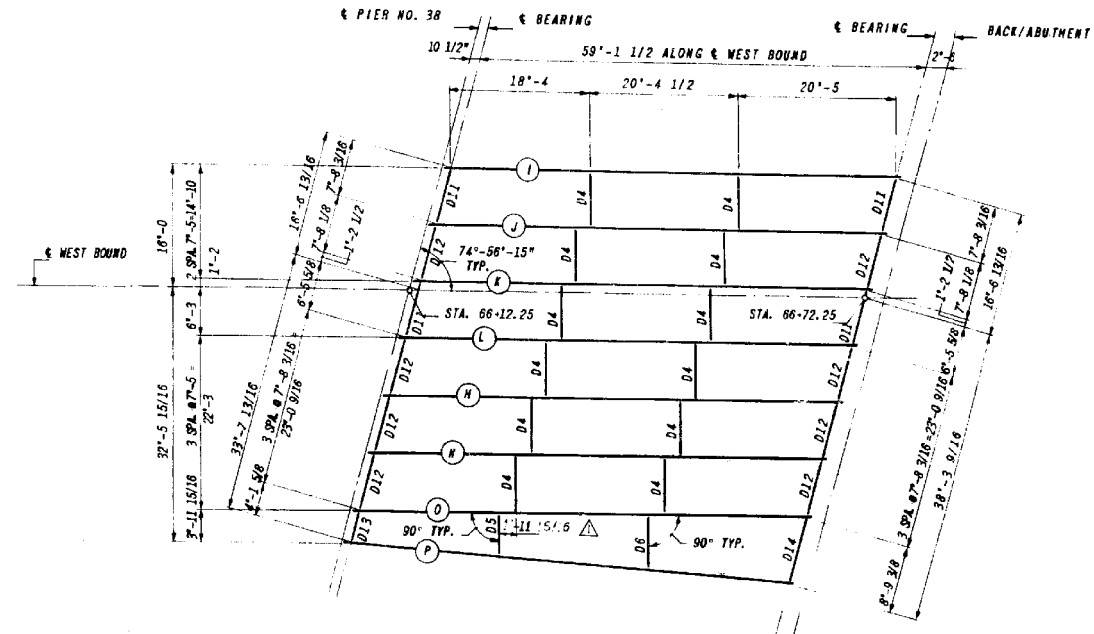 ℄ PIER NO. 38
℄ BEARING
℄ BEARING
BACK/ABUTMENT
10 1/2"
59'-1 1/2 ALONG ℄ WEST BOUND
2'-6
18'-4
20'-4 1/2
20'-5
16'-6 13/16
7'-8 3/16
7'-8 1/8
1'-2 1/2
6'-5 5/8
16'-0
2 SPA. 7'-5=14'-10
1'-2
℄ WEST BOUND
6'-3
32'-5 15/16
3 SPA. @ 7'-5 =
22'-3
3'-11 15/16
33'-7 13/16
3 SPA. @ 7'-8 3/16 =
23'-0 9/16
4'-1 5/8
I
D11
D4
D4
D11
J
D12
74°-56'-15"
TYP.
D4
D4
D12
K
STA. 66+12.25
STA. 66+72.25
D11
D4
D4
D11
L
D12
D4
D4
D12
M
D12
D4
D4
D12
N
D12
D4
D4
D12
O
D13
90° TYP.
D5
D6
90° TYP.
D14
P
7'-8 3/16
1'-2 1/2
7'-8 1/8
16'-6 13/16
6'-5 5/8
3 SPA. @ 7'-8 3/16 =23'-0 9/16
38'-3 9/16
8'-9 3/8